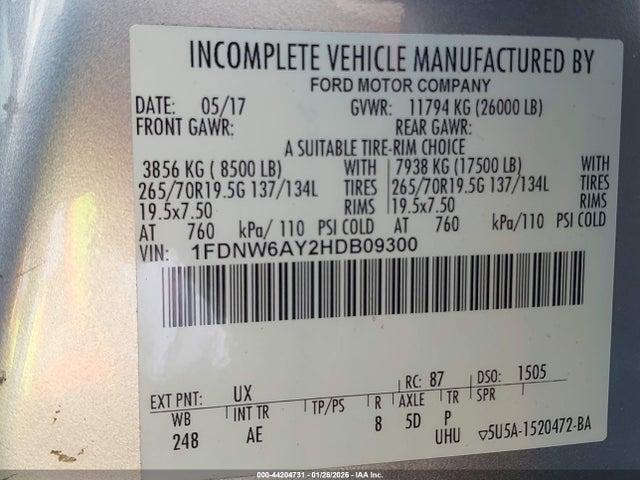 INCOMPLETE VEHICLE MANUFACTURED BY
FORD MOTOR COMPANY
DATE: 05/17 GVWR: 11794 KG (26000 LB)
FRONT GAWR: REAR GAWR:
A SUITABLE TIRE-RIM CHOICE
3856 KG ( 8500 LB) WITH 7938 KG (17500 LB) WITH
265/70R19.5G 137/134L TIRES 265/70R19.5G 137/134L TIRES
19.5x7.50 RIMS 19.5x7.50 RIMS
AT 760 kPa/ 110 PSI COLD AT 760 kPa/110 PSI COLD
VIN: 1FDNW6AY2HDB09300
EXT PNT: UX RC: 87 DSO: 1505
WB INT TR TP/PS R AXLE TR SPR
248 AE 8 5D P
UHU ▽5U5A-1520472-BA
000-44204731 - 01/26/2026 - © IAA Inc.